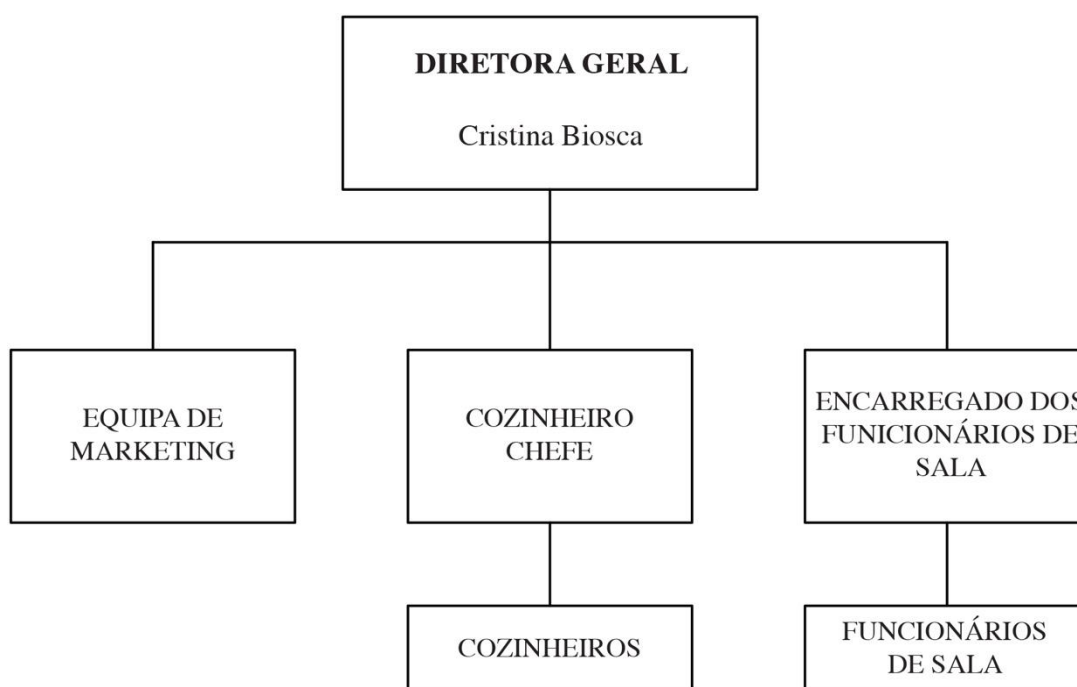 DIRETORA GERAL
Cristina Biosca
EQUIPA DE
MARKETING
COZINHEIRO
CHEFE
ENCARREGADO DOS
FUNICIONÁRIOS DE
SALA
COZINHEIROS
FUNCIONÁRIOS
DE SALA